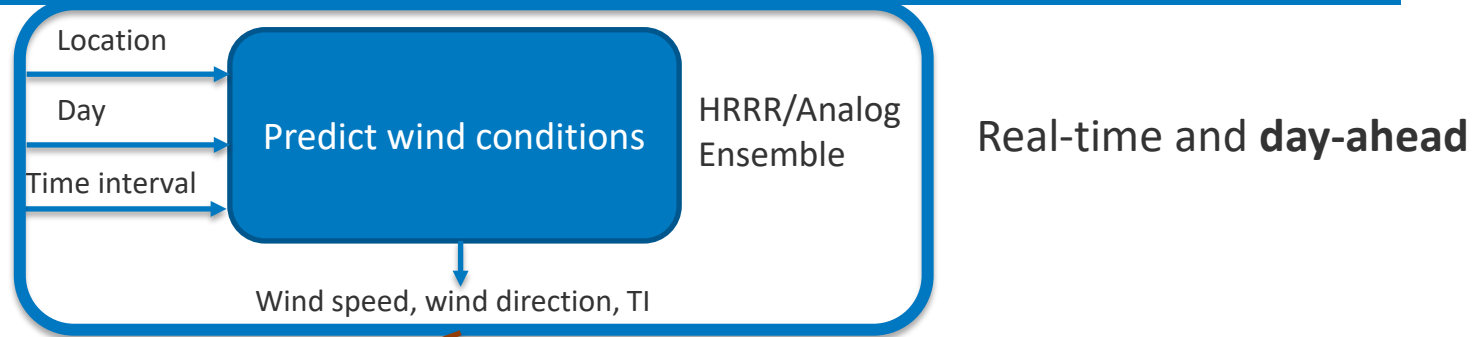 Location
Day
Time interval
Predict wind conditions
HRRR/Analog
Ensemble
Real-time and day-ahead
Wind speed, wind direction, TI